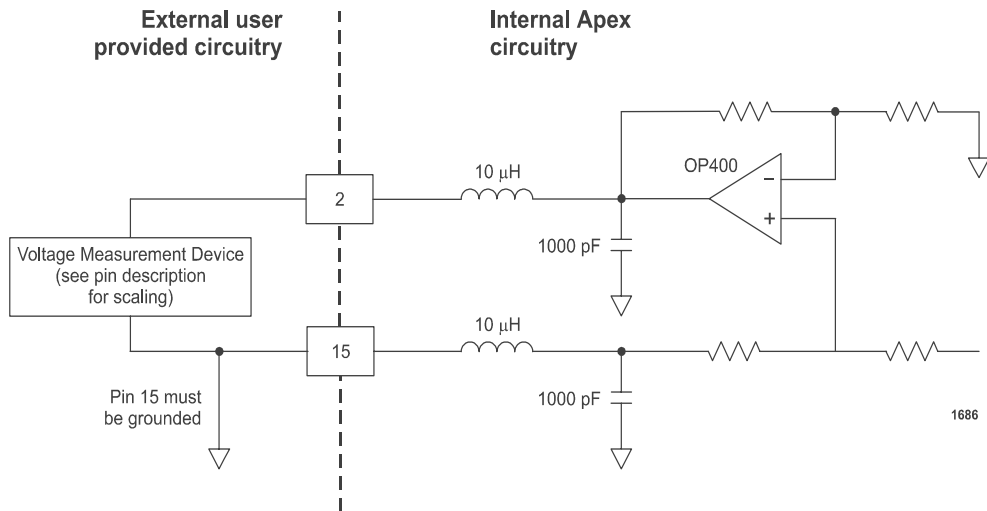 External user
provided circuitry
Internal Apex
circuitry
OP400
10 μH
2
−
+
1000 pF
Voltage Measurement Device
(see pin description
for scaling)
10 μH
15
1000 pF
Pin 15 must
be grounded
1686